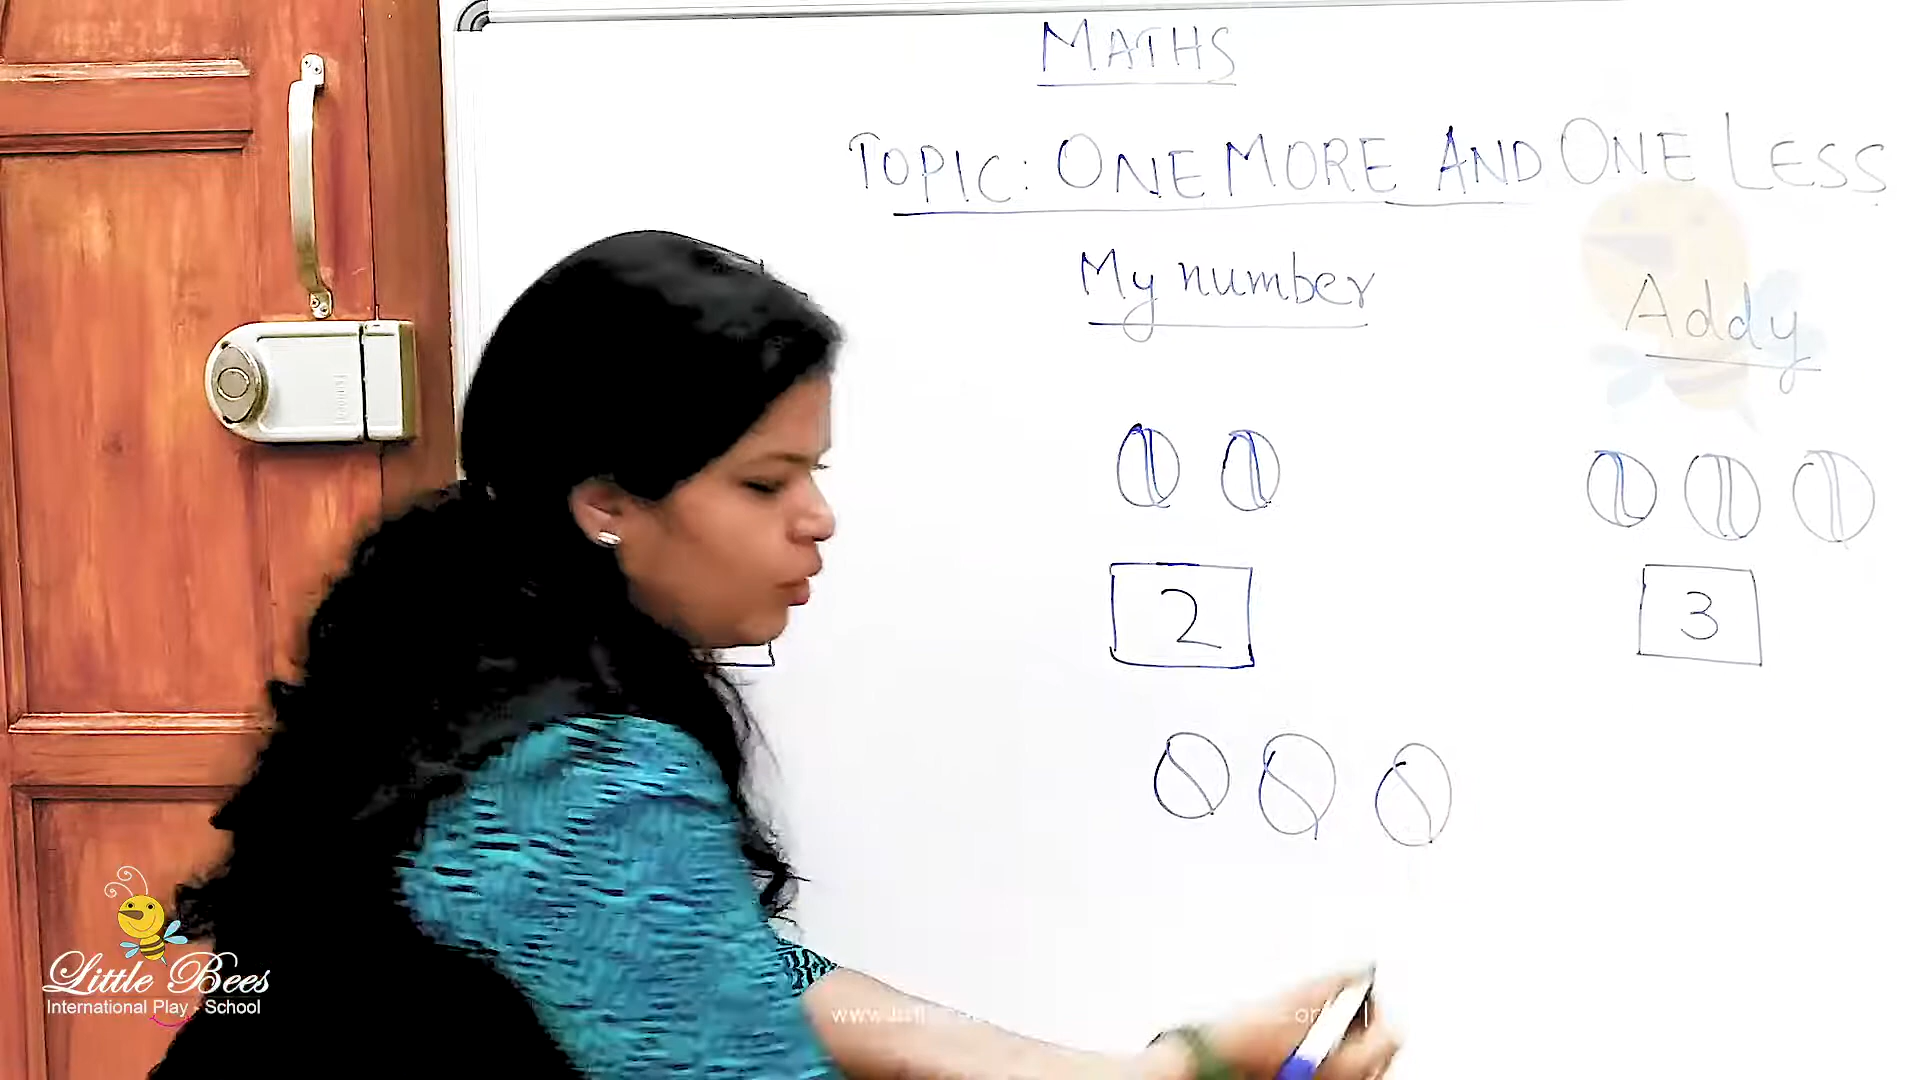 MATHS
TOPIC: ONE MORE AND ONE LESS
My number
Addy
2
3
Little Bees
International Play - School